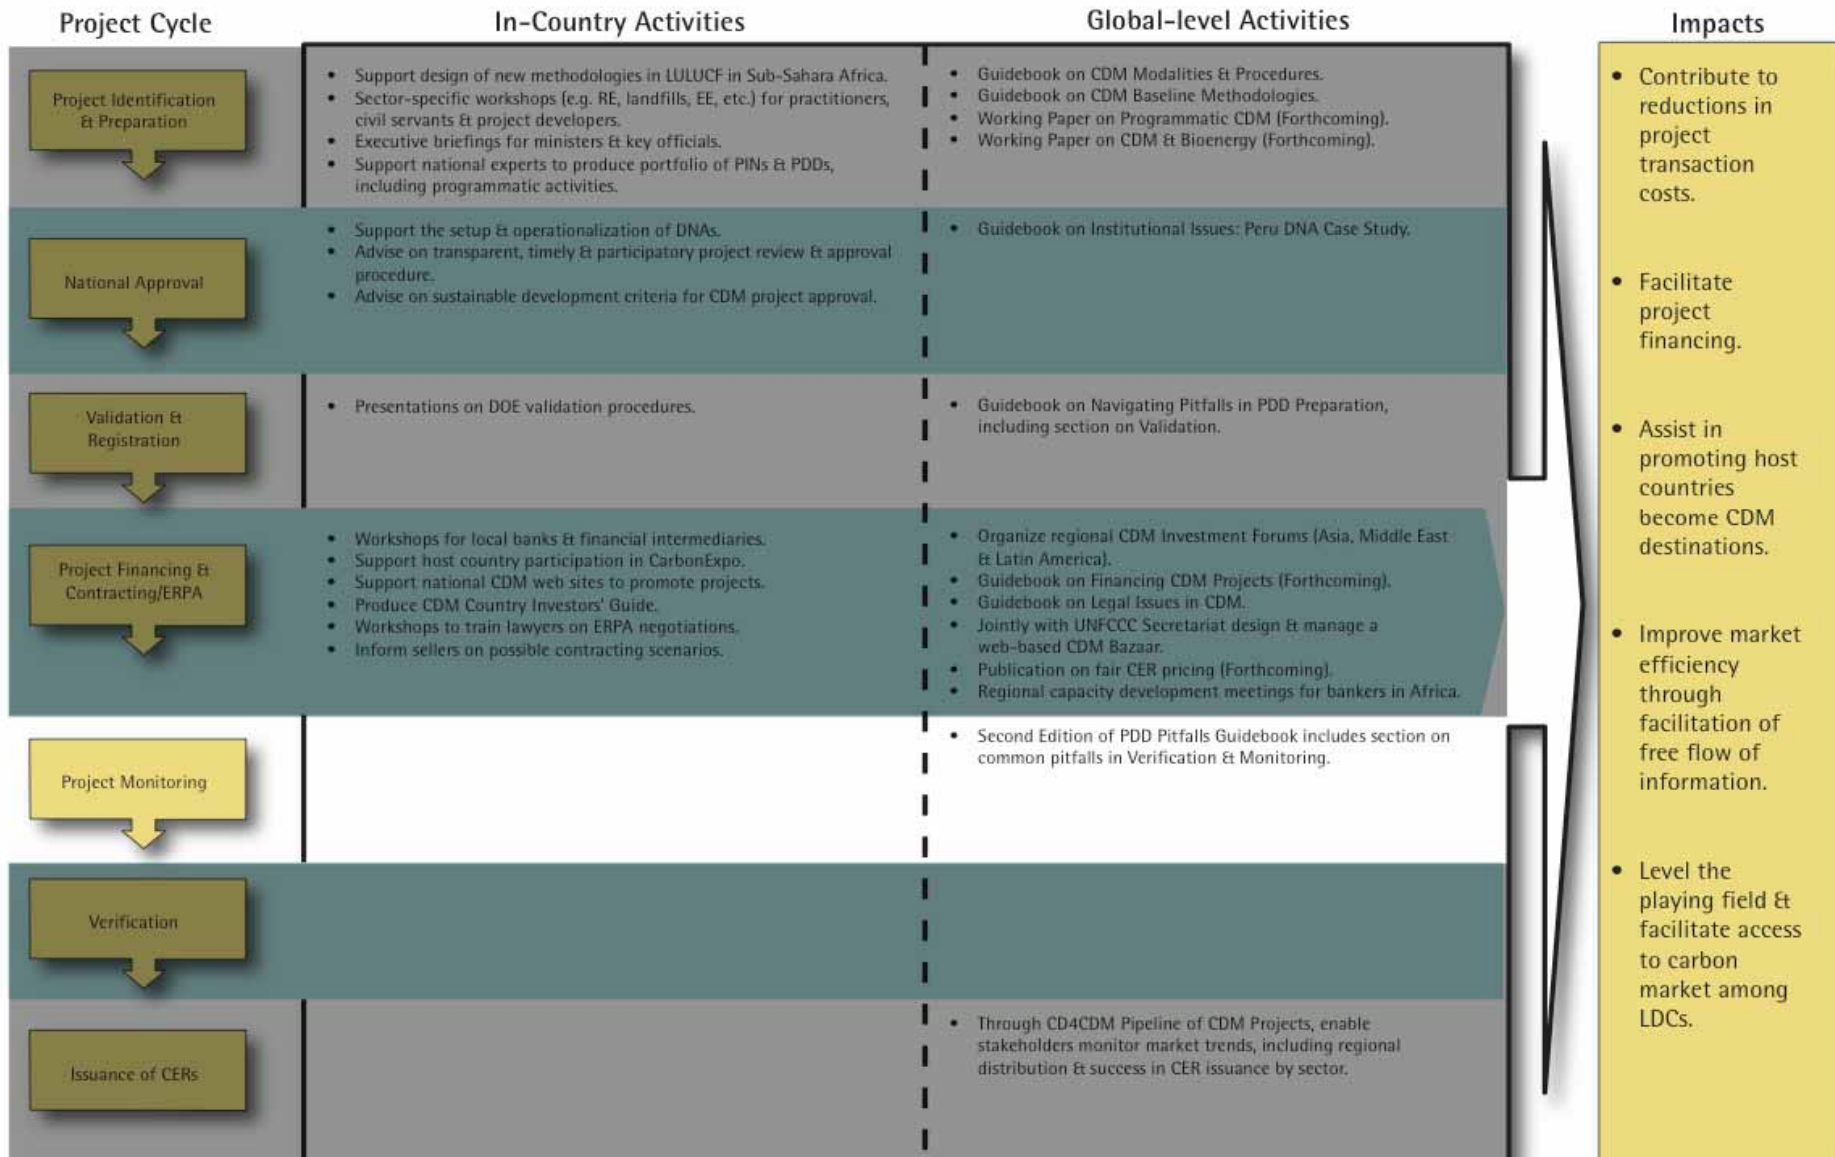 Project Cycle
In-Country Activities
Global-level Activities
Impacts
Project Identification
& Preparation
• Support design of new methodologies in LULUCF in Sub-Sahara Africa.
• Sector-specific workshops (e.g. RE, landfills, EE, etc.) for practitioners,
civil servants & project developers.
• Executive briefings for ministers & key officials.
• Support national experts to produce portfolio of PINs & PDDs,
including programmatic activities.
• Guidebook on CDM Modalities & Procedures.
• Guidebook on CDM Baseline Methodologies.
• Working Paper on Programmatic CDM (Forthcoming).
• Working Paper on CDM & Bioenergy (Forthcoming).
National Approval
• Support the setup & operationalization of DNAs.
• Advise on transparent, timely & participatory project review & approval
procedure.
• Advise on sustainable development criteria for CDM project approval.
• Guidebook on Institutional Issues: Peru DNA Case Study.
Validation &
Registration
• Presentations on DOE validation procedures.
• Guidebook on Navigating Pitfalls in PDD Preparation,
including section on Validation.
Project Financing &
Contracting/ERPA
• Workshops for local banks & financial intermediaries.
• Support host country participation in CarbonExpo.
• Support national CDM web sites to promote projects.
• Produce CDM Country Investors' Guide.
• Workshops to train lawyers on ERPA negotiations.
• Inform sellers on possible contracting scenarios.
• Organize regional CDM Investment Forums (Asia, Middle East
& Latin America).
• Guidebook on Financing CDM Projects (Forthcoming).
• Guidebook on Legal Issues in CDM.
• Jointly with UNFCCC Secretariat design & manage a
web-based CDM Bazaar.
• Publication on fair CER pricing (Forthcoming).
• Regional capacity development meetings for bankers in Africa.
Project Monitoring
• Second Edition of PDD Pitfalls Guidebook includes section on
common pitfalls in Verification & Monitoring.
Verification
Issuance of CERs
• Through CD4CDM Pipeline of CDM Projects, enable
stakeholders monitor market trends, including regional
distribution & success in CER issuance by sector.
• Contribute to
reductions in
project
transaction
costs.
• Facilitate
project
financing.
• Assist in
promoting host
countries
become CDM
destinations.
• Improve market
efficiency
through
facilitation of
free flow of
information.
• Level the
playing field &
facilitate access
to carbon
market among
LDCs.